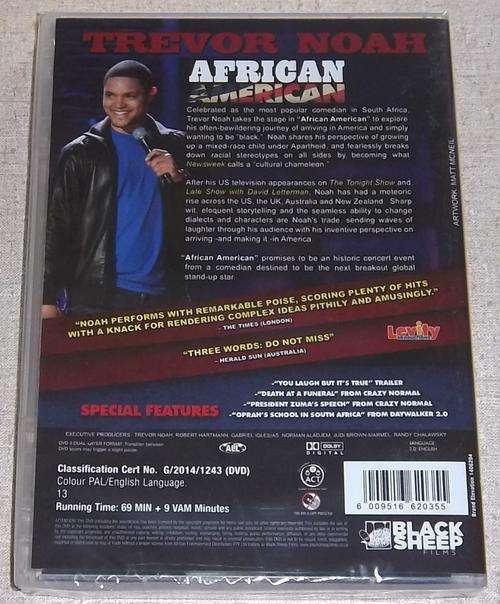 TREVOR NOAH
AFRICAN
AMERICAN
Celebrated as the most popular comedian in South Africa,
Trevor Noah takes the stage in "African American" to explore
his often-bewildering journey of arriving in America and simply
wanting to be "black." Noah shares his perspective of growing
up a mixed-race child under Apartheid, and fearlessly breaks
down racial stereotypes on all sides by becoming what
Newsweek calls a "cultural chameleon."
After his US television appearances on The Tonight Show and
Late Show with David Letterman, Noah has had a meteoric
rise across the US, the UK, Australia and New Zealand. Sharp
wit, eloquent storytelling and the seamless ability to change
dialects and characters are Noah's trade, sending waves of
laughter through his audience with his inventive perspective on
arriving -and making it -in America
"African American" promises to be an historic concert event
from a comedian destined to be the next breakout global
stand-up star.
ARTWORK: MATT MCNEIL
"NOAH PERFORMS WITH REMARKABLE POISE, SCORING PLENTY OF HITS
WITH A KNACK FOR RENDERING COMPLEX IDEAS PITHILY AND AMUSINGLY."
– THE TIMES (LONDON)
"THREE WORDS: DO NOT MISS"
– HERALD SUN (AUSTRALIA)
Levity
SPECIAL FEATURES
-"YOU LAUGH BUT IT'S TRUE" TRAILER
-"DEATH AT A FUNERAL" FROM CRAZY NORMAL
-"PRESIDENT ZUMA'S SPEECH" FROM CRAZY NORMAL
-"OPRAH'S SCHOOL IN SOUTH AFRICA" FROM DAYWALKER 2.0
EXECUTIVE PRODUCERS TREVOR NOAH, ROBERT HARTMANN, GABRIEL IGLESIAS, NORMAN ALADJEM, JUDI BROWN-MARMEL, RANDY CHALAWSKY
ALL
DOLBY
DIGITAL
LANGUAGE
2.0 ENGLISH
Classification Cert No. G/2014/1243 (DVD)
Colour PAL/English Language.
13
Running Time: 69 MIN + 9 VAM Minutes
ACT
6 009516 620355
BLACK
SHEEP
FILMS